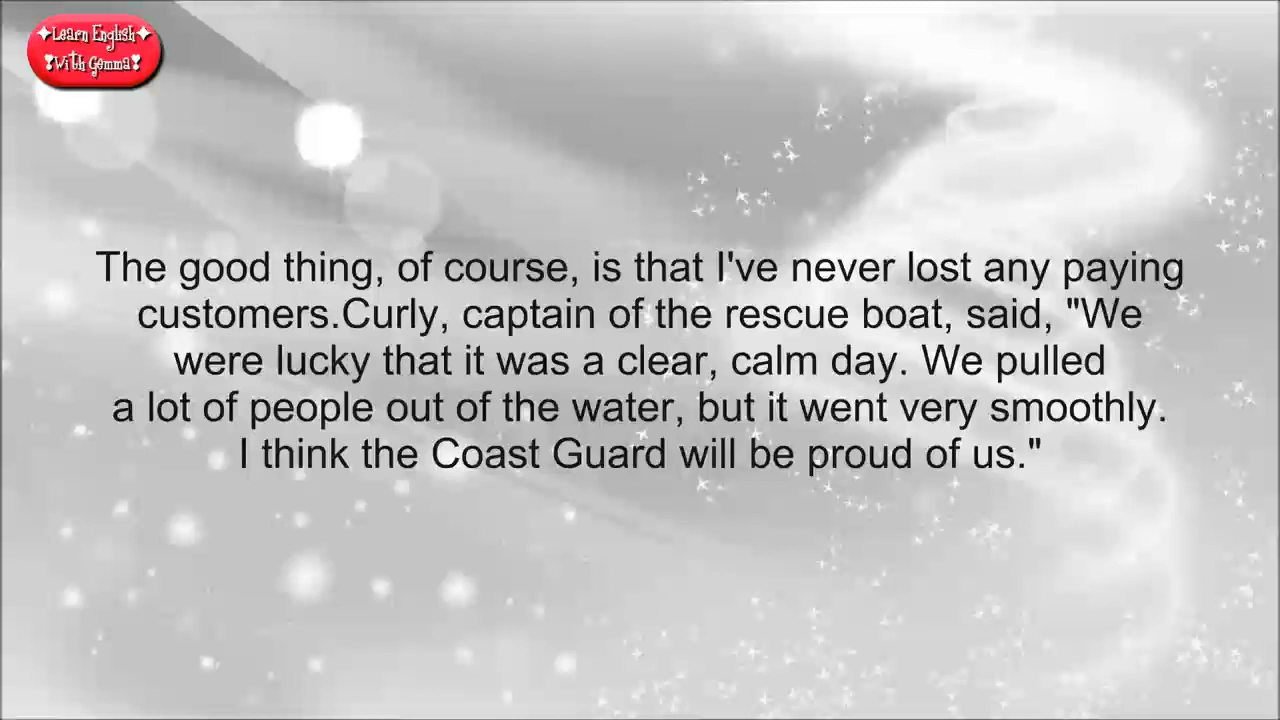 ✦Learn English✦
❣With Gemma❣
The good thing, of course, is that I've never lost any paying
customers.Curly, captain of the rescue boat, said, "We
were lucky that it was a clear, calm day. We pulled
a lot of people out of the water, but it went very smoothly.
I think the Coast Guard will be proud of us."